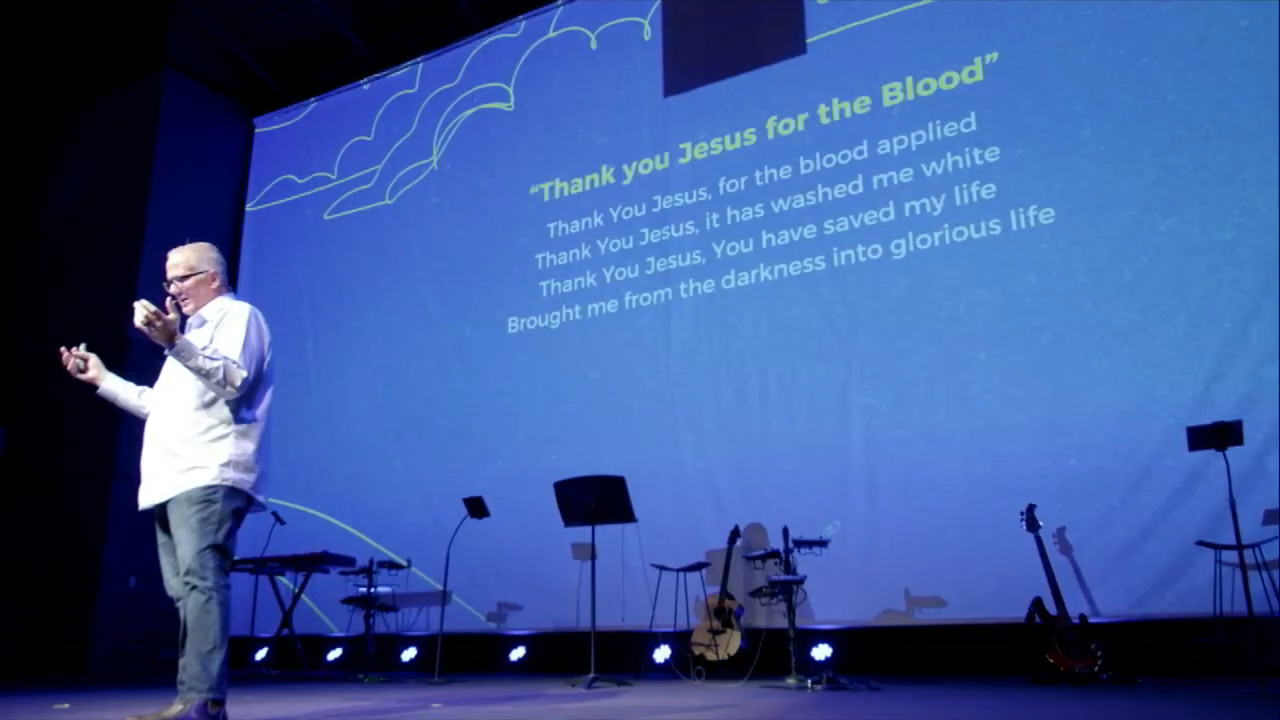 “Thank you Jesus for the Blood”
Thank You Jesus, for the blood applied
Thank You Jesus, it has washed me white
Thank You Jesus, You have saved my life
Brought me from the darkness into glorious life